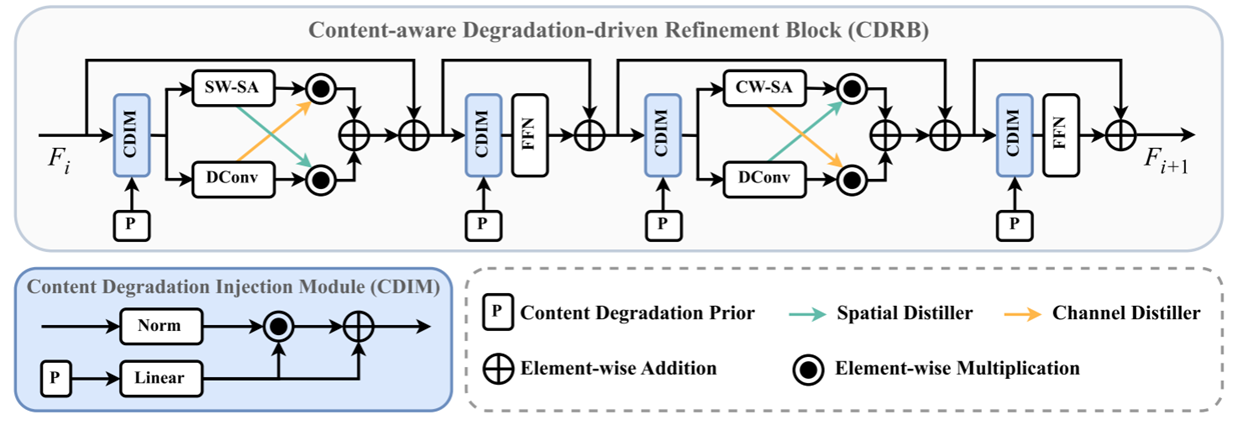 Content-aware Degradation-driven Refinement Block (CDRB)
F_i
CDIM
P
SW-SA
DConv
CDIM
P
FFN
CDIM
P
CW-SA
DConv
CDIM
P
FFN
F_{i+1}
Content Degradation Injection Module (CDIM)
Norm
P
Linear
P Content Degradation Prior
Spatial Distiller
Channel Distiller
Element-wise Addition
Element-wise Multiplication